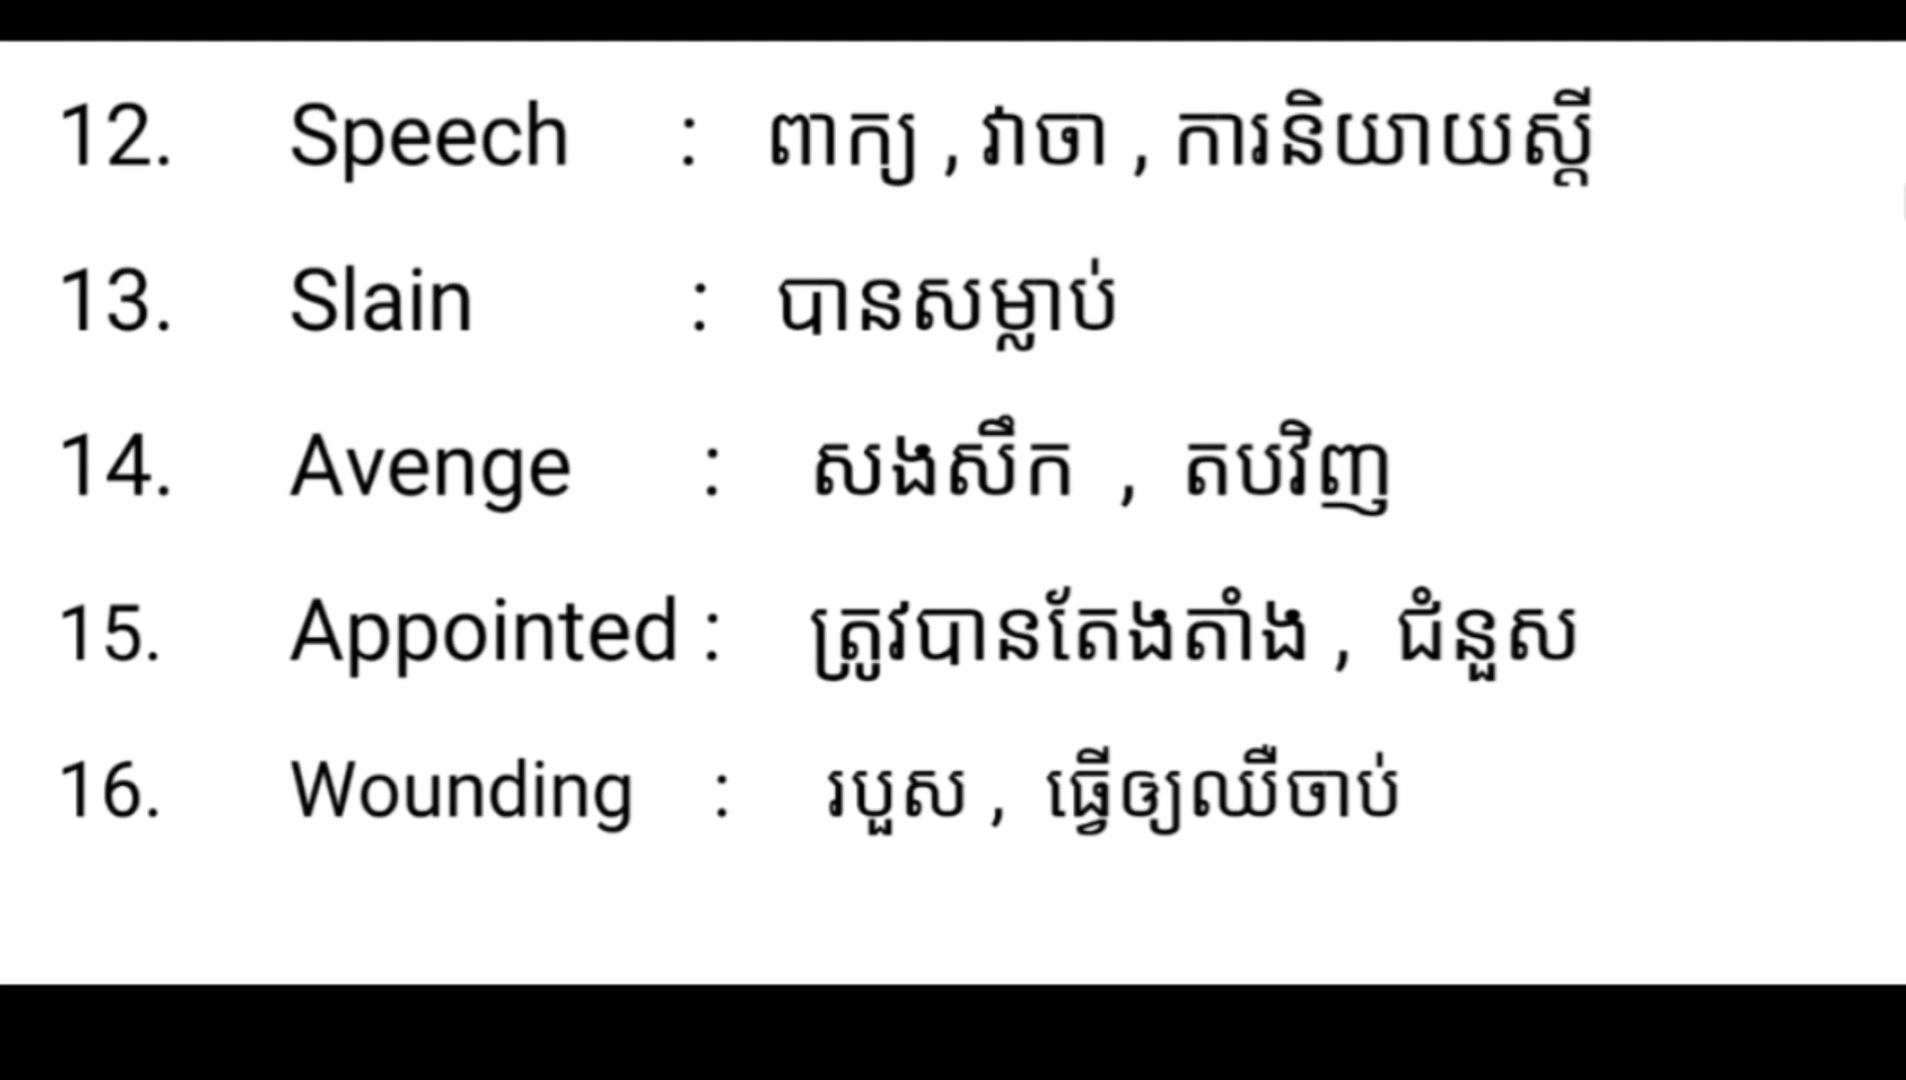 12. Speech : ពាក្យ , វាចា , ការនិយាយស្ដី
13. Slain : បានសម្លាប់
14. Avenge : សងសឹក , តបវិញ
15. Appointed : ត្រូវបានតែងតាំង , ជំនួស
16. Wounding : របួស , ធ្វើឲ្យឈឺចាប់